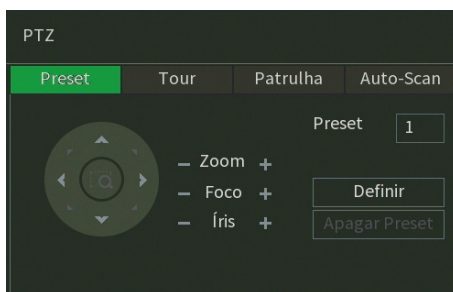 PTZ
Preset Tour Patrulha Auto-Scan
Preset 1
− Zoom +
− Foco +
− Íris +
Definir
Apagar Preset